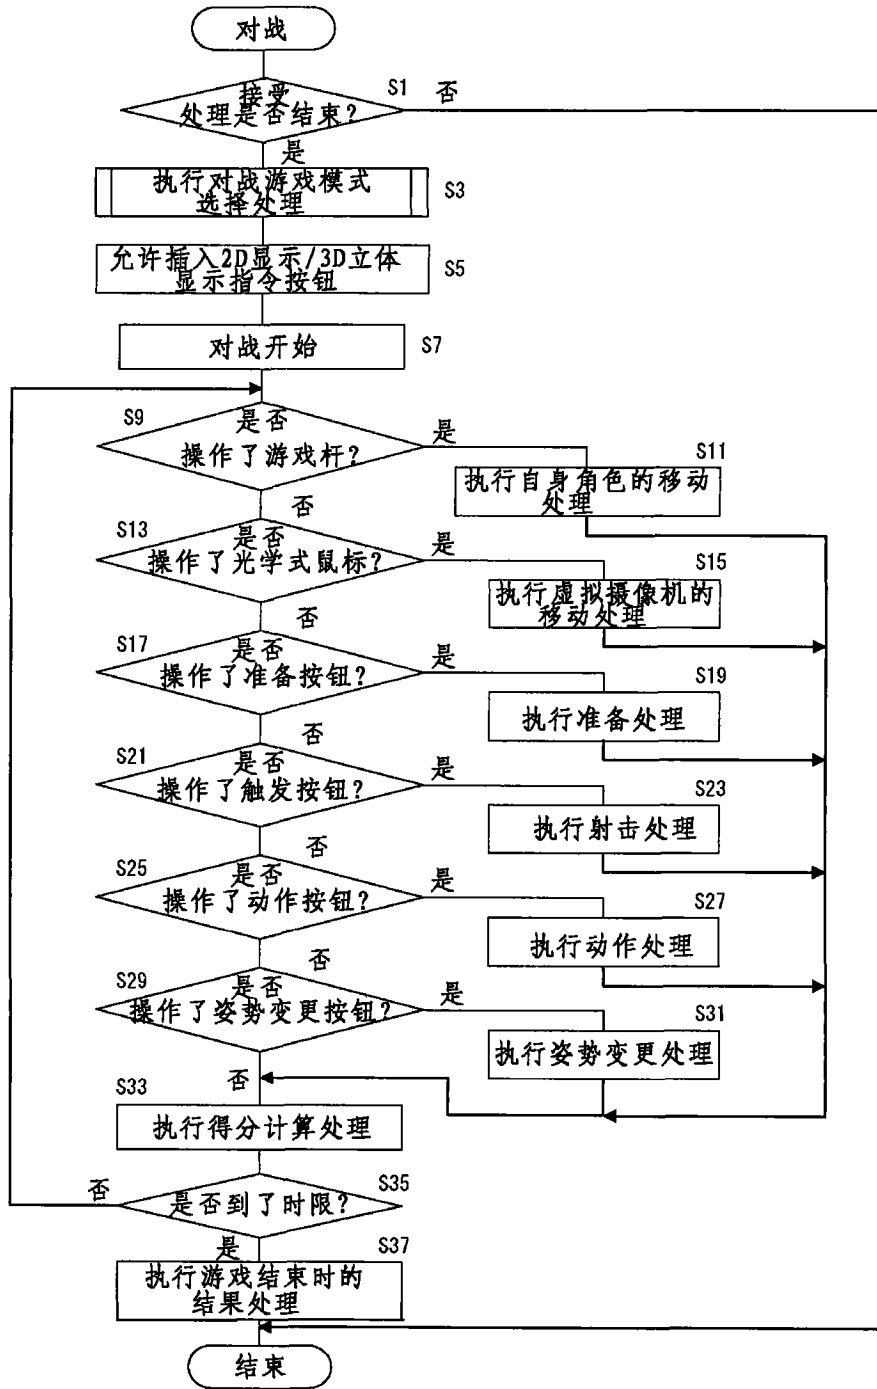 对战
S1
否
接受
处理是否结束?
是
执行对战游戏模式
选择处理
S3
允许插入2D显示/3D立体
显示指令按钮
S5
对战开始
S7
S9
是否
操作了游戏杆?
是
S11
执行自身角色的移动
处理
否
S13
是否
操作了光学式鼠标?
是
S15
执行虚拟摄像机的
移动处理
否
S17
是否
操作了准备按钮?
是
S19
执行准备处理
否
S21
是否
操作了触发按钮?
是
S23
执行射击处理
否
S25
是否
操作了动作按钮?
是
S27
执行动作处理
否
S29
是否
操作了姿势变更按钮?
是
S31
执行姿势变更处理
否
S33
执行得分计算处理
否
S35
是否到了时限?
是
S37
执行游戏结束时的
结果处理
结束